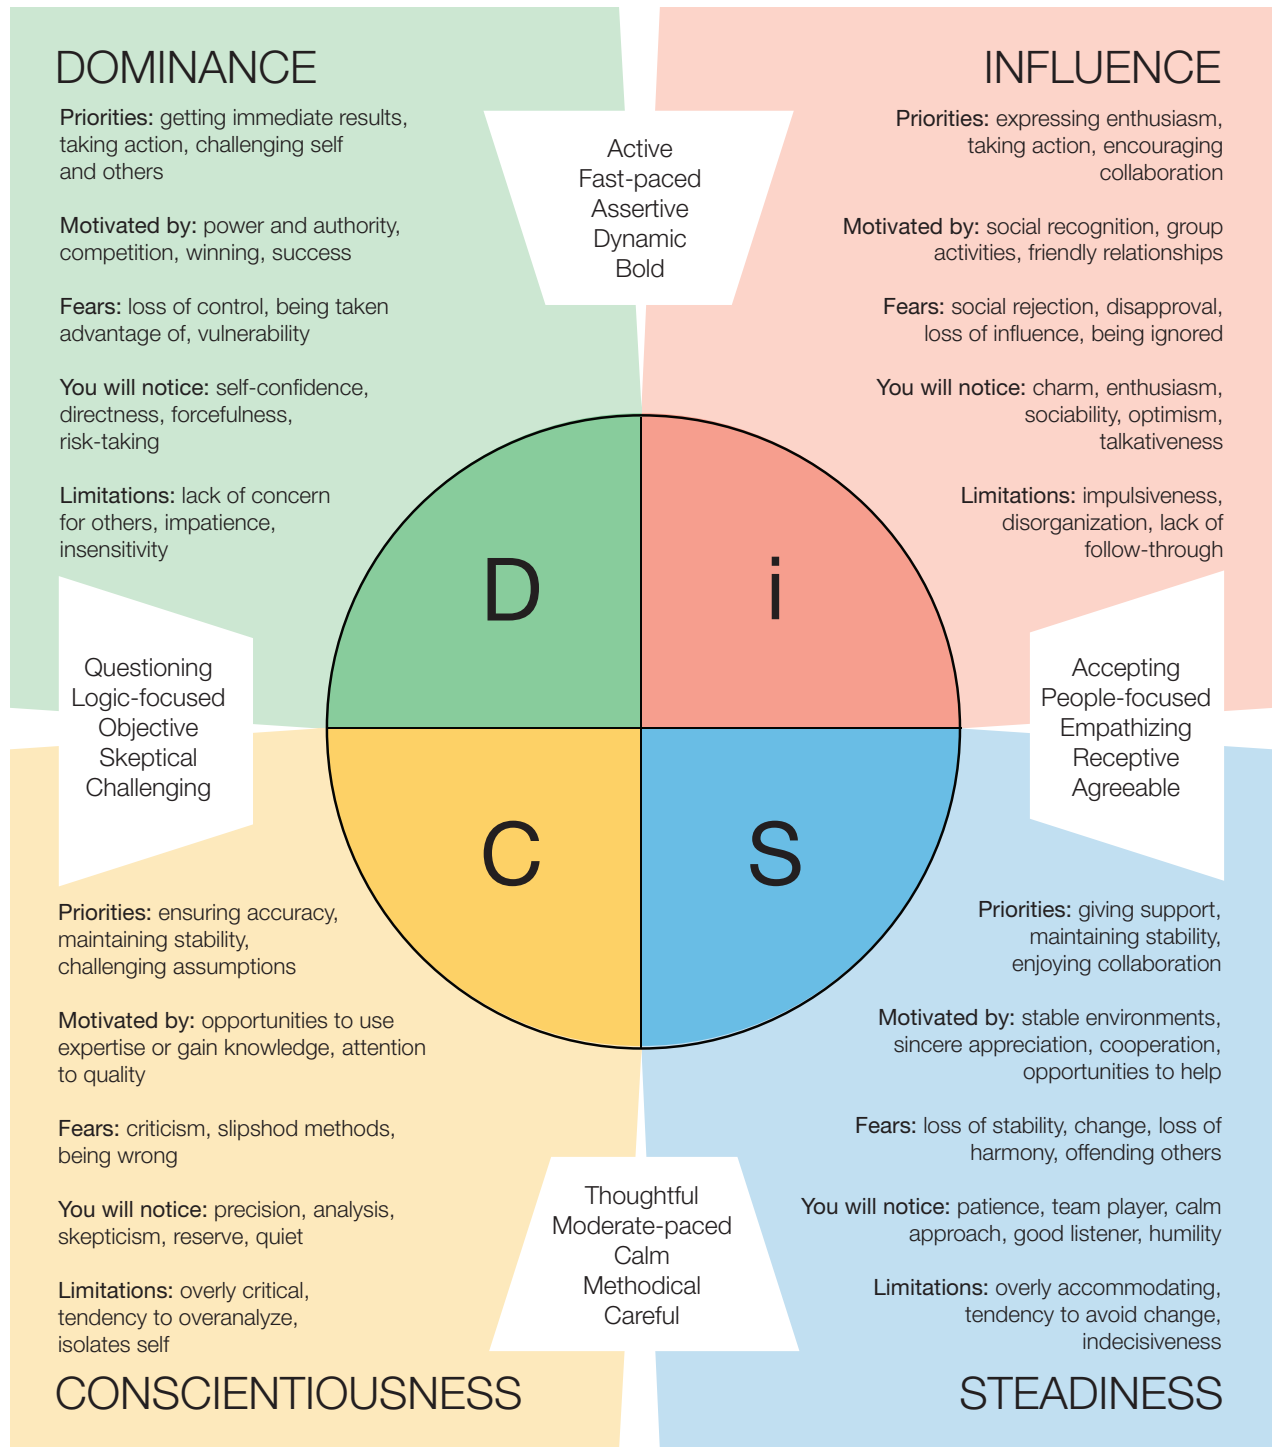 DOMINANCE
Priorities: getting immediate results,
taking action, challenging self
and others
Motivated by: power and authority,
competition, winning, success
Fears: loss of control, being taken
advantage of, vulnerability
You will notice: self-confidence,
directness, forcefulness,
risk-taking
Limitations: lack of concern
for others, impatience,
insensitivity
Active
Fast-paced
Assertive
Dynamic
Bold
INFLUENCE
Priorities: expressing enthusiasm,
taking action, encouraging
collaboration
Motivated by: social recognition, group
activities, friendly relationships
Fears: social rejection, disapproval,
loss of influence, being ignored
You will notice: charm, enthusiasm,
sociability, optimism,
talkativeness
Limitations: impulsiveness,
disorganization, lack of
follow-through
D
i
Questioning
Logic-focused
Objective
Skeptical
Challenging
Accepting
People-focused
Empathizing
Receptive
Agreeable
C
S
Priorities: ensuring accuracy,
maintaining stability,
challenging assumptions
Motivated by: opportunities to use
expertise or gain knowledge, attention
to quality
Fears: criticism, slipshod methods,
being wrong
You will notice: precision, analysis,
skepticism, reserve, quiet
Limitations: overly critical,
tendency to overanalyze,
isolates self
CONSCIENTIOUSNESS
Thoughtful
Moderate-paced
Calm
Methodical
Careful
Priorities: giving support,
maintaining stability,
enjoying collaboration
Motivated by: stable environments,
sincere appreciation, cooperation,
opportunities to help
Fears: loss of stability, change, loss of
harmony, offending others
You will notice: patience, team player, calm
approach, good listener, humility
Limitations: overly accommodating,
tendency to avoid change,
indecisiveness
STEADINESS